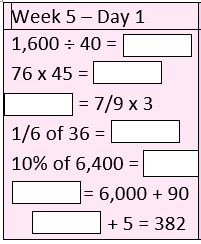 Week 5 – Day 1
1,600 ÷ 40 =
76 x 45 =
= 7/9 x 3
1/6 of 36 =
10% of 6,400 =
= 6,000 + 90
+ 5 = 382